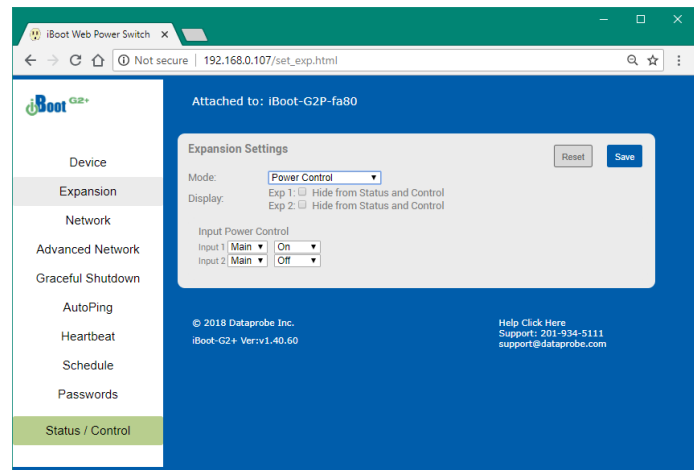 iBoot Web Power Switch
Not secure | 192.168.0.107/set_exp.html
iBoot G2+
Attached to: iBoot-G2P-fa80
Device
Expansion
Network
Advanced Network
Graceful Shutdown
AutoPing
Heartbeat
Schedule
Passwords
Status / Control
Expansion Settings
Reset
Save
Mode: Power Control
Display: Exp 1: Hide from Status and Control
Exp 2: Hide from Status and Control
Input Power Control
Input 1 Main On
Input 2 Main Off
© 2018 Dataprobe Inc.
iBoot-G2+ Ver:v1.40.60
Help Click Here
Support: 201-934-5111
support@dataprobe.com